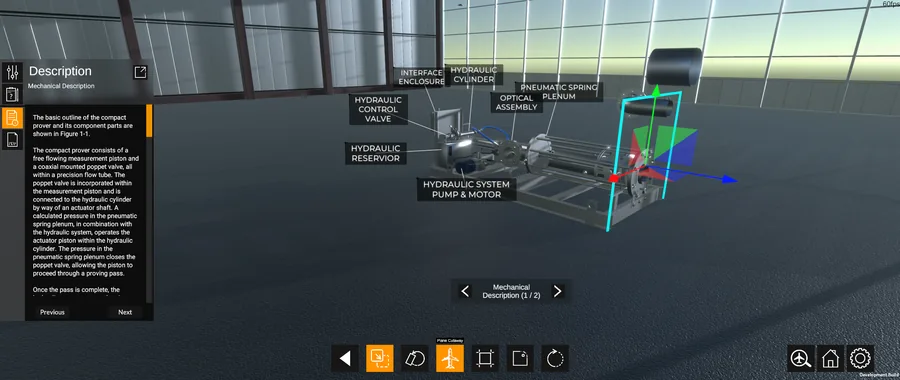 60fps
Description
Mechanical Description
The basic outline of the compact
prover and its component parts are
shown in Figure 1-1.
The compact prover consists of a
free flowing measurement piston and
a coaxial mounted poppet valve, all
within a precision flow tube. The
poppet valve is incorporated within
the measurement piston and is
connected to the hydraulic cylinder
by way of an actuator shaft. A
calculated pressure in the pneumatic
spring plenum, in combination with
the hydraulic system, operates the
actuator piston within the hydraulic
cylinder. The pressure in the
pneumatic spring plenum closes the
poppet valve, allowing the piston to
proceed through a proving pass.
Once the pass is complete, the
Previous
Next
INTERFACE
ENCLOSURE
HYDRAULIC
CYLINDER
PNEUMATIC SPRING
PLENUM
OPTICAL
ASSEMBLY
HYDRAULIC
CONTROL
VALVE
HYDRAULIC
RESERVIOR
HYDRAULIC SYSTEM
PUMP & MOTOR
Mechanical
Description (1 / 2)
Plane Cutaway
Development Build